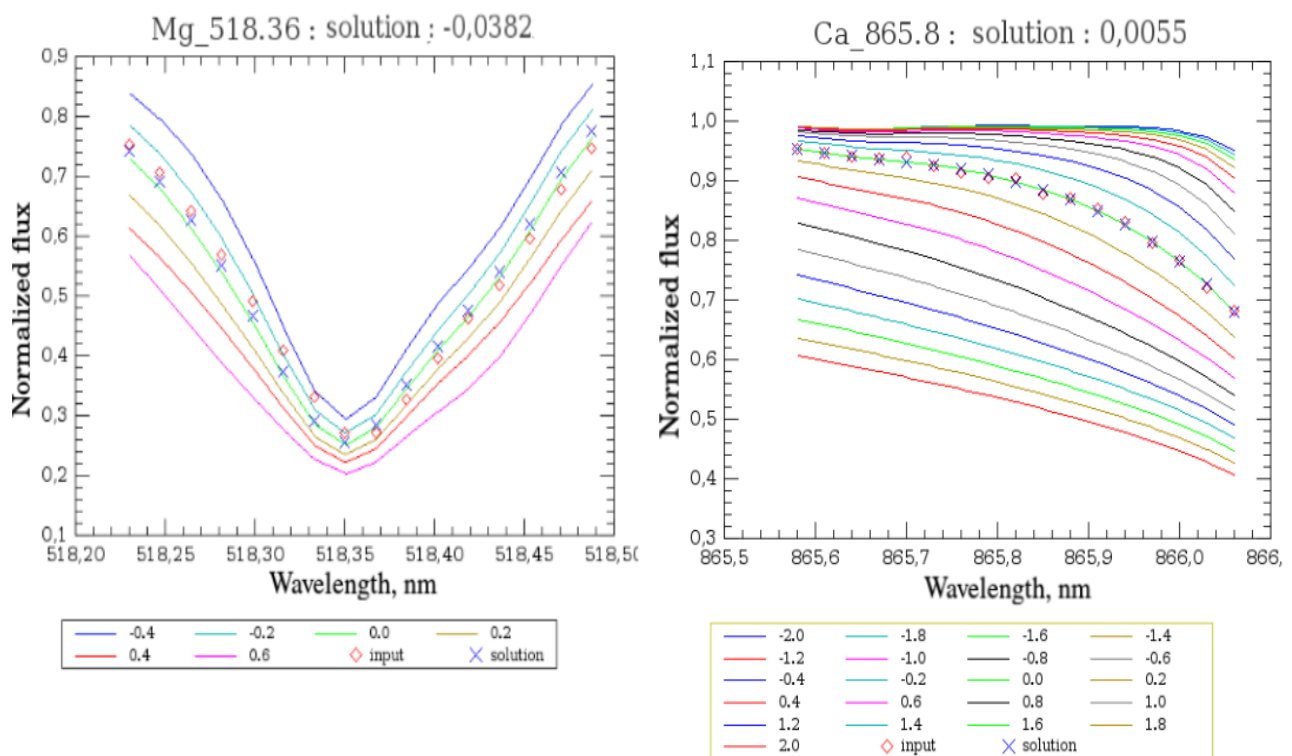 Mg_518.36 : solution : -0,0382
0,9
0,8
0,7
0,6
0,5
0,4
0,3
0,2
0,1
Normalized flux
518,20 518,25 518,30 518,35 518,40 518,45 518,50
Wavelength, nm
-0.4 -0.2 0.0 0.2
0.4 0.6 input solution
Ca_865.8 : solution : 0,0055
1,1
1,0
0,9
0,8
0,7
0,6
0,5
0,4
0,3
Normalized flux
865,5 865,6 865,7 865,8 865,9 866,0 866,
Wavelength, nm
-2.0 -1.8 -1.6 -1.4
-1.2 -1.0 -0.8 -0.6
-0.4 -0.2 0.0 0.2
0.4 0.6 0.8 1.0
1.2 1.4 1.6 1.8
2.0 input solution